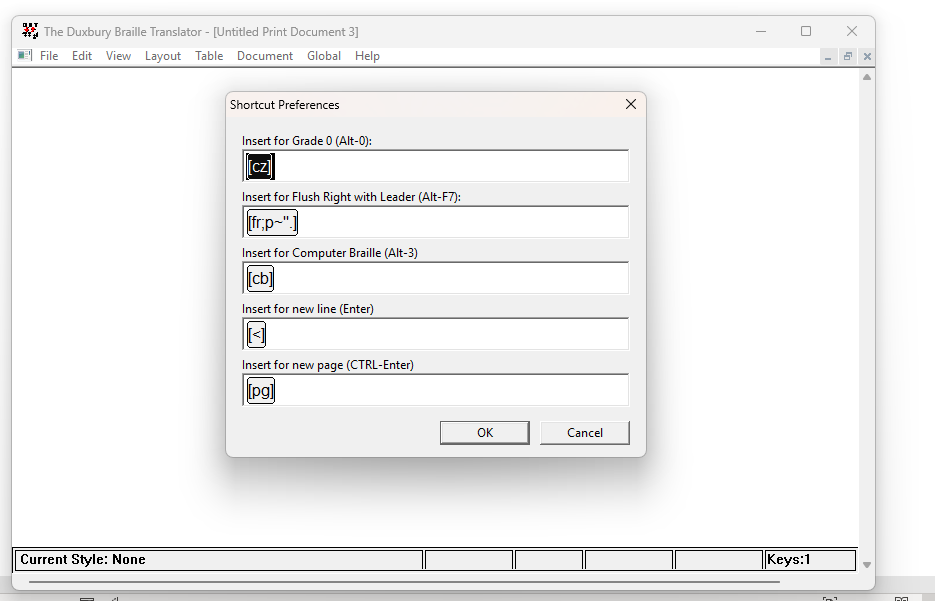 The Duxbury Braille Translator - [Untitled Print Document 3]
File Edit View Layout Table Document Global Help
Shortcut Preferences
Insert for Grade 0 (Alt-0):
[cz]
Insert for Flush Right with Leader (Alt-F7):
[fr;p~".]
Insert for Computer Braille (Alt-3)
[cb]
Insert for new line (Enter)
[<]
Insert for new page (CTRL-Enter)
[pg]
OK Cancel
Current Style: None Keys:1